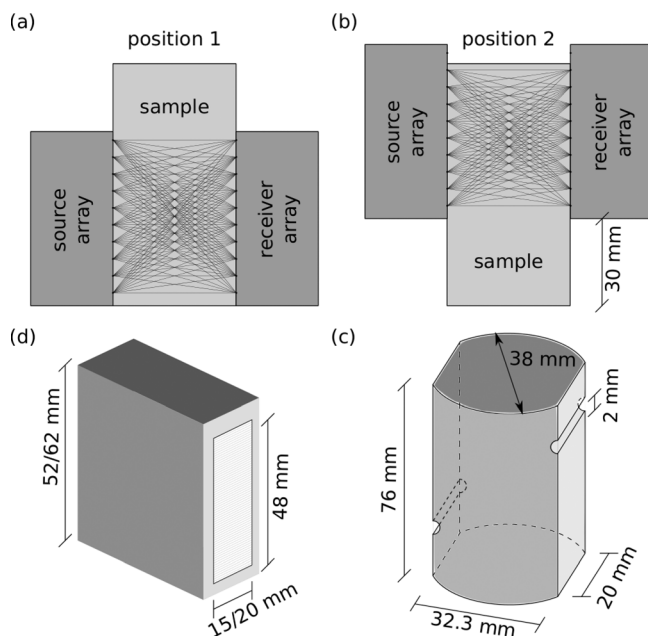 (a)
position 1
sample
source
array
receiver
array
(b)
position 2
source
array
receiver
array
sample
30 mm
(d)
52/62 mm
48 mm
15/20 mm
(c)
38 mm
2 mm
76 mm
20 mm
32.3 mm